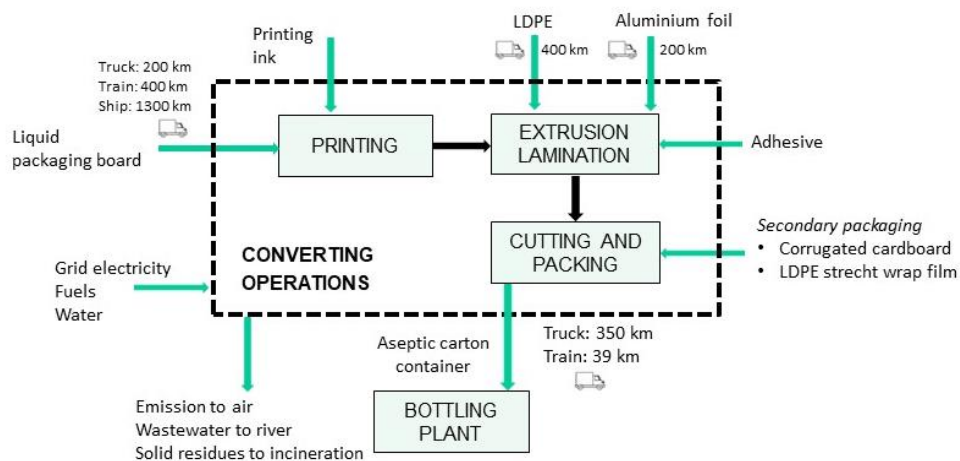 Printing
ink
LDPE
400 km
Aluminium foil
200 km
Truck: 200 km
Train: 400 km
Ship: 1300 km
Liquid
packaging board
PRINTING
EXTRUSION
LAMINATION
Adhesive
CUTTING AND
PACKING
Secondary packaging
• Corrugated cardboard
• LDPE strecht wrap film
CONVERTING
OPERATIONS
Grid electricity
Fuels
Water
Aseptic carton
container
Truck: 350 km
Train: 39 km
BOTTLING
PLANT
Emission to air
Wastewater to river
Solid residues to incineration